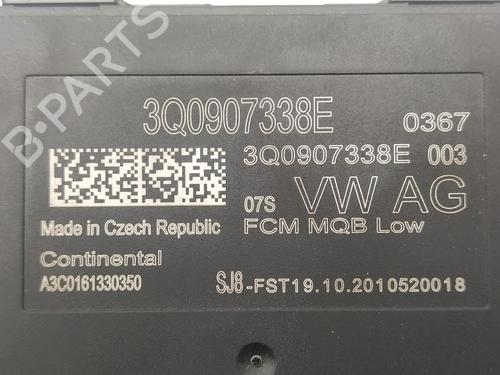 3Q0907338E 0367
3Q0907338E 003
07S VW AG
Made in Czech Republic FCM MQB Low
Continental
A3C0161330350 SJ8-FST19.10.2010520018
B-PARTS